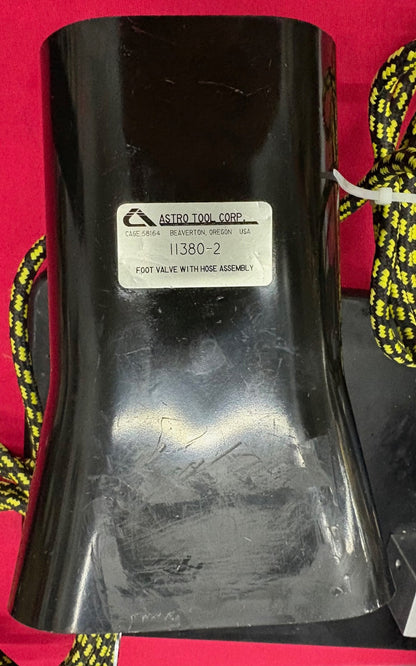 ASTRO TOOL CORP.
CAGE 58164 BEAVERTON, OREGON USA
11380-2
FOOT VALVE WITH HOSE ASSEMBLY